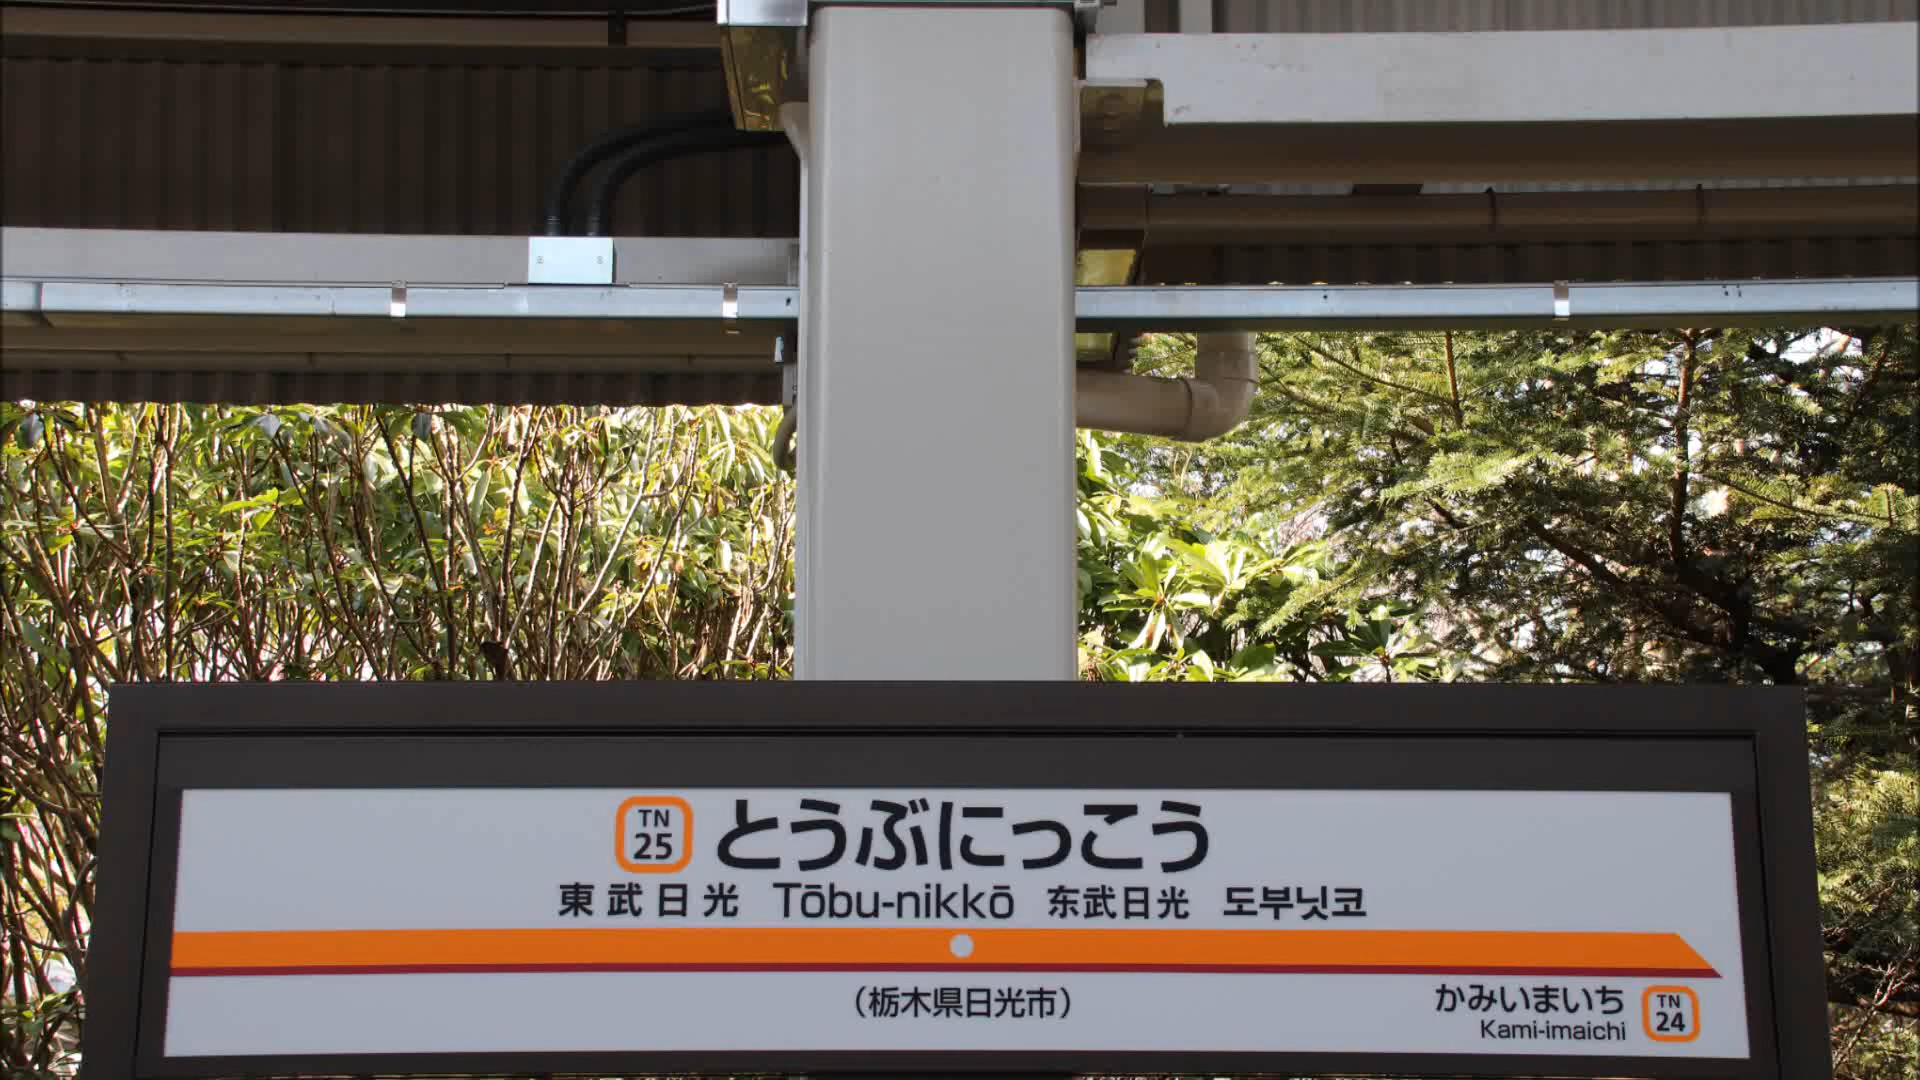 TN
25
とうぶにっこう
東武日光 Tōbu-nikkō 东武日光 도부닛코
(栃木県日光市)
かみいまいち
Kami-imaichi
TN
24